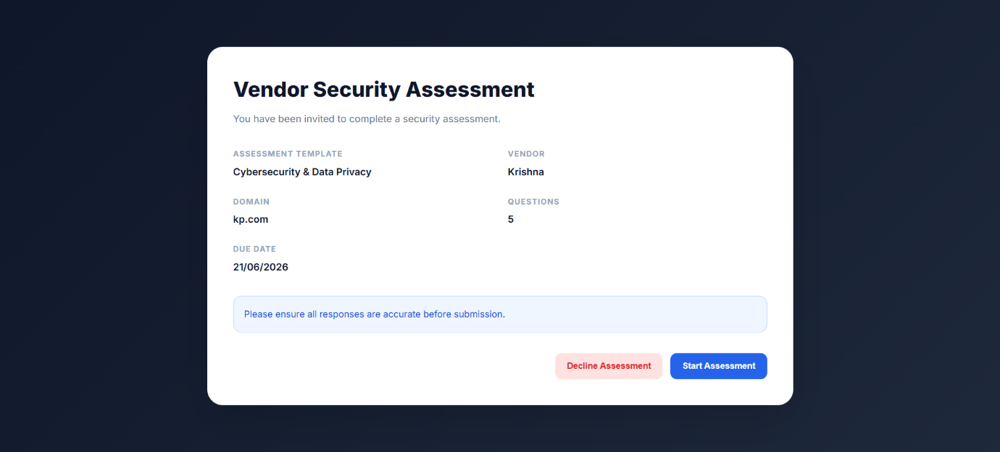 Vendor Security Assessment
You have been invited to complete a security assessment.
ASSESSMENT TEMPLATE
Cybersecurity & Data Privacy
VENDOR
Krishna
DOMAIN
kp.com
QUESTIONS
5
DUE DATE
21/06/2026
Please ensure all responses are accurate before submission.
Decline Assessment
Start Assessment